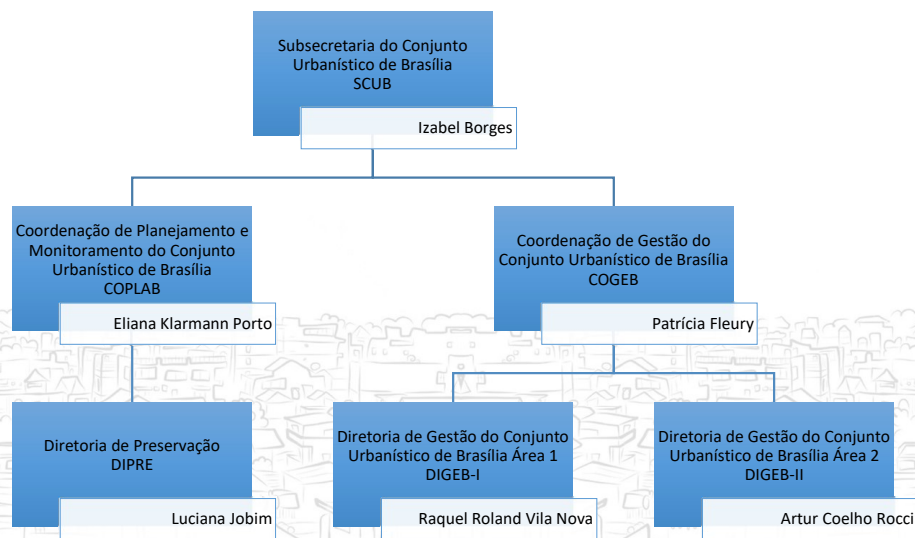 Subsecretaria do Conjunto
Urbanístico de Brasília
SCUB
Izabel Borges
Coordenação de Planejamento e
Monitoramento do Conjunto
Urbanístico de Brasília
COPLAB
Eliana Klarmann Porto
Coordenação de Gestão do
Conjunto Urbanístico de Brasília
COGEB
Patrícia Fleury
Diretoria de Preservação
DIPRE
Luciana Jobim
Diretoria de Gestão do Conjunto
Urbanístico de Brasília Área 1
DIGEB-I
Raquel Roland Vila Nova
Diretoria de Gestão do Conjunto
Urbanístico de Brasília Área 2
DIGEB-II
Artur Coelho Rocci